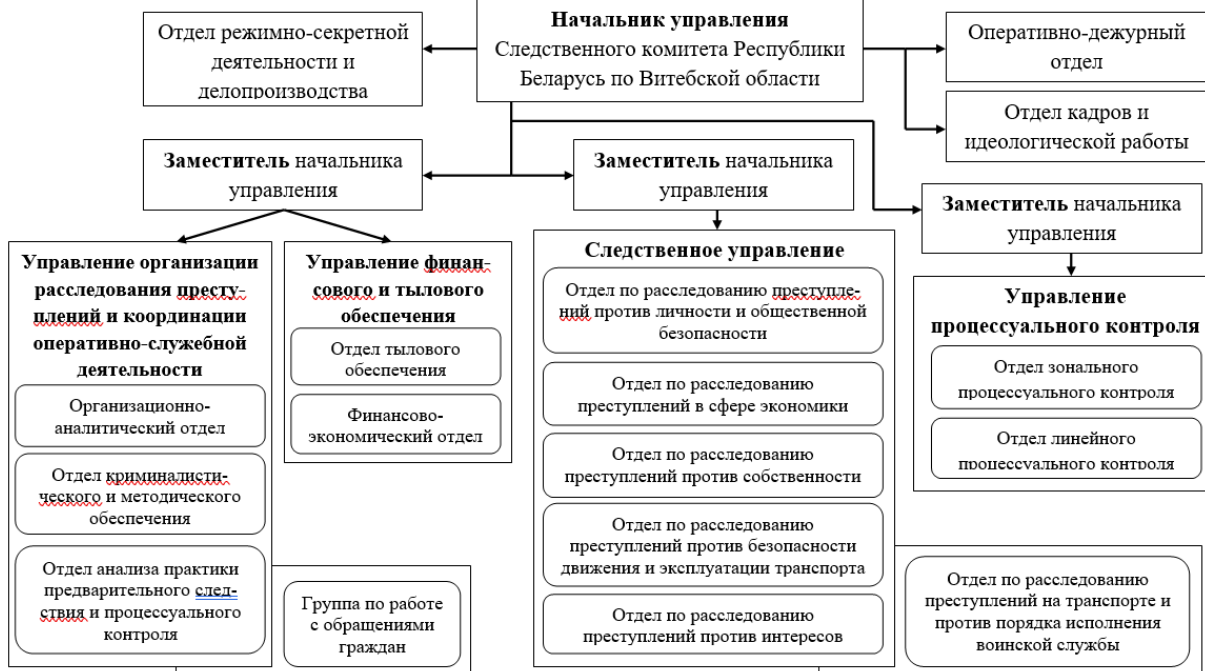 Начальник управления
Следственного комитета Республики
Беларусь по Витебской области
Отдел режимно-секретной
деятельности и
делопроизводства
Оперативно-дежурный
отдел
Отдел кадров и
идеологической работы
Заместитель начальника
управления
Заместитель начальника
управления
Заместитель начальника
управления
Управление организации
расследования престу-
плений и координации
оперативно-служебной
деятельности
Организационно-
аналитический отдел
Отдел криминалисти-
ческого и методического
обеспечения
Отдел анализа практики
предварительного след-
ствия и процессуального
контроля
Группа по работе
с обращениями
граждан
Управление финан-
сового и тылового
обеспечения
Отдел тылового
обеспечения
Финансово-
экономический отдел
Следственное управление
Отдел по расследованию преступле-
ний против личности и общественной
безопасности
Отдел по расследованию
преступлений в сфере экономики
Отдел по расследованию
преступлений против собственности
Отдел по расследованию
преступлений против безопасности
движения и эксплуатации транспорта
Отдел по расследованию
преступлений против интересов
Отдел по расследованию
преступлений на транспорте и
против порядка исполнения
воинской службы
Управление
процессуального контроля
Отдел зонального
процессуального контроля
Отдел линейного
процессуального контроля